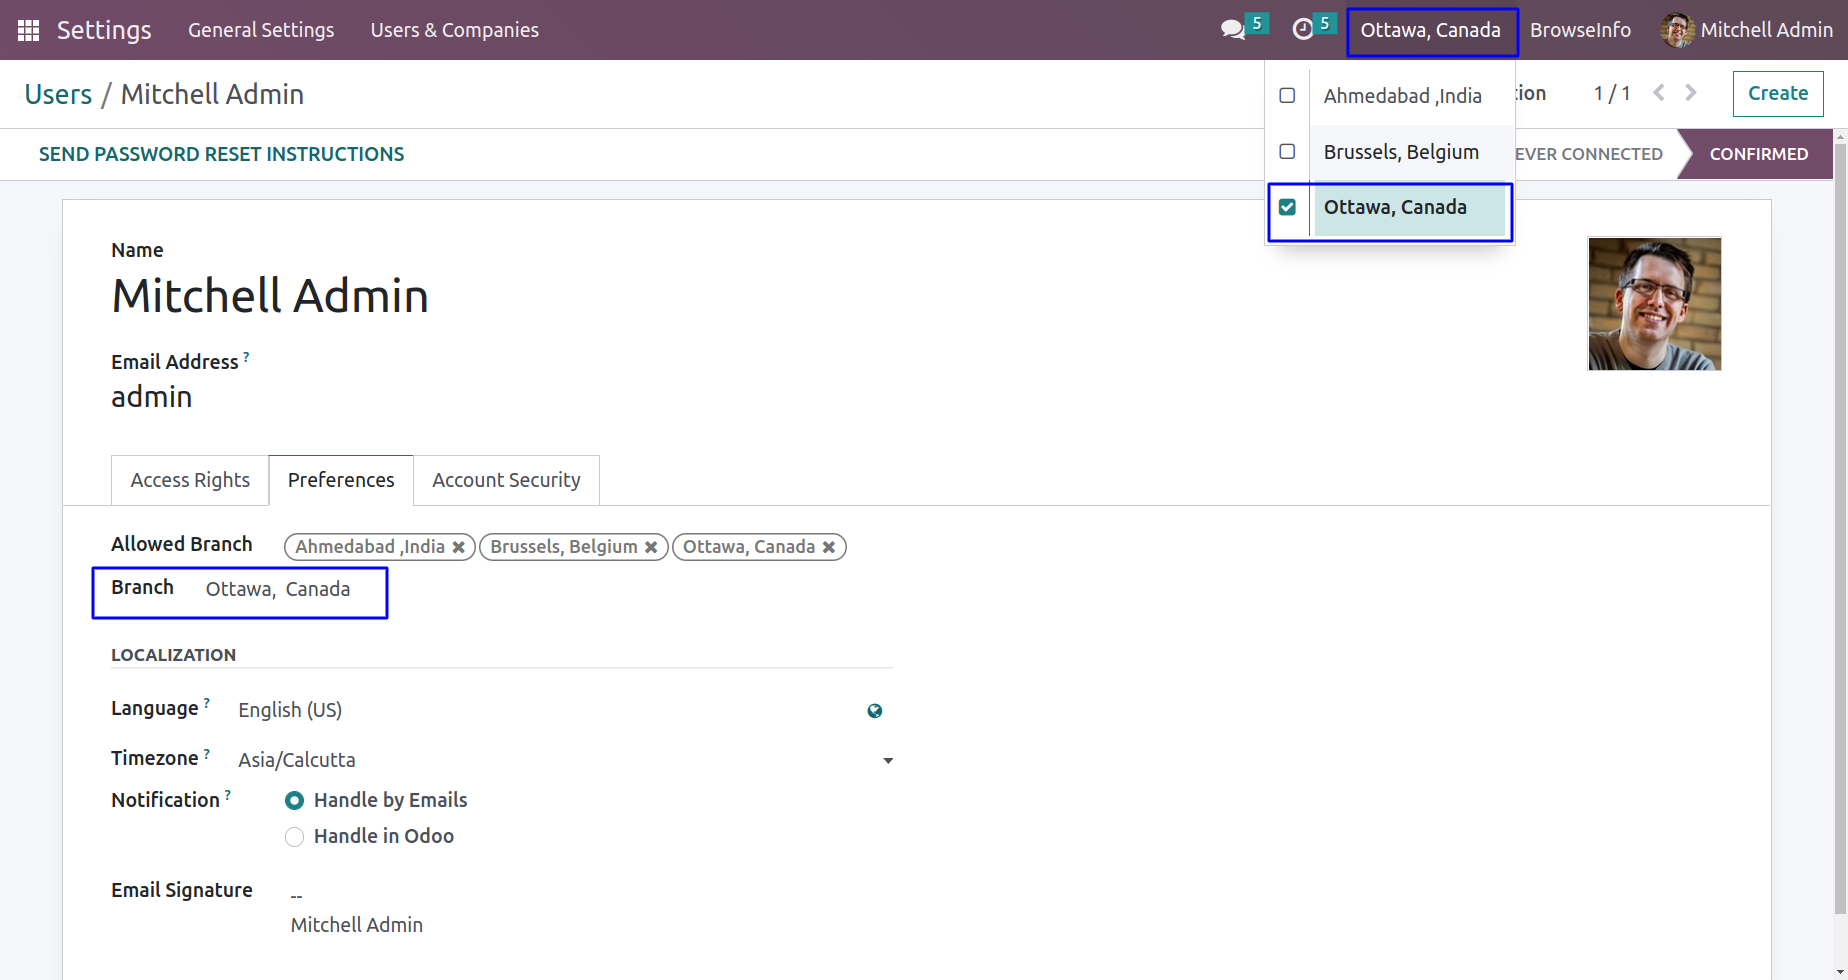 Settings General Settings Users & Companies 5 5 Ottawa, Canada BrowseInfo Mitchell Admin
Users / Mitchell Admin
1 / 1 Create
Ahmedabad ,India
Brussels, Belgium
Ottawa, Canada
SEND PASSWORD RESET INSTRUCTIONS
EVER CONNECTED CONFIRMED
Name
Mitchell Admin
Email Address ?
admin
Access Rights Preferences Account Security
Allowed Branch Ahmedabad ,India Brussels, Belgium Ottawa, Canada
Branch Ottawa, Canada
LOCALIZATION
Language ? English (US)
Timezone ? Asia/Calcutta
Notification ? Handle by Emails
Handle in Odoo
Email Signature --
Mitchell Admin